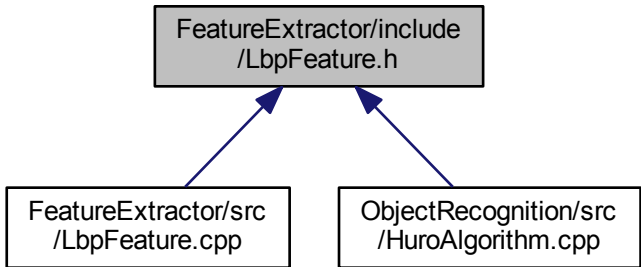 FeatureExtractor/include
/LbpFeature.h
FeatureExtractor/src
/LbpFeature.cpp
ObjectRecognition/src
/HuroAlgorithm.cpp